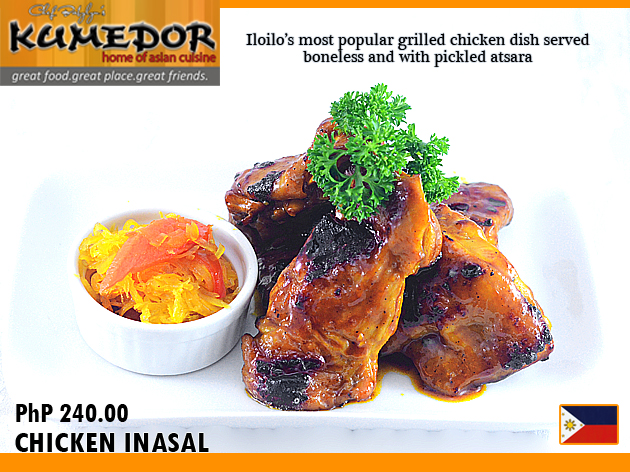 KUMEDOR
home of asian cuisine
great food.great place.great friends.
Iloilo's most popular grilled chicken dish served
boneless and with pickled atsara
PhP 240.00
CHICKEN INASAL